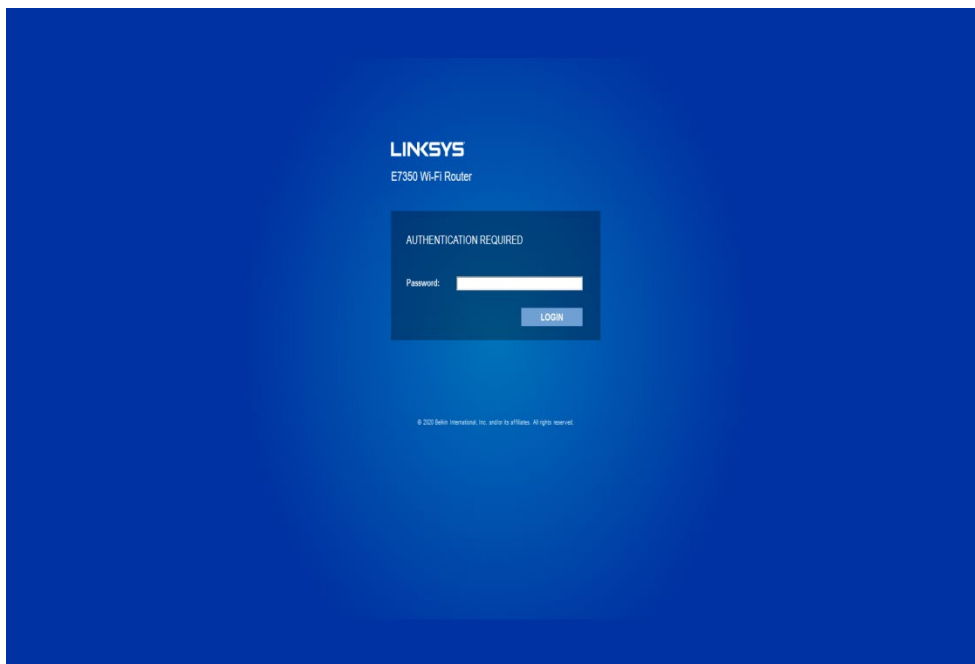 LINKSYS
E7350 Wi-Fi Router
AUTHENTICATION REQUIRED
Password:
LOGIN
© 2020 Belkin International, Inc. and/or its affiliates. All rights reserved.